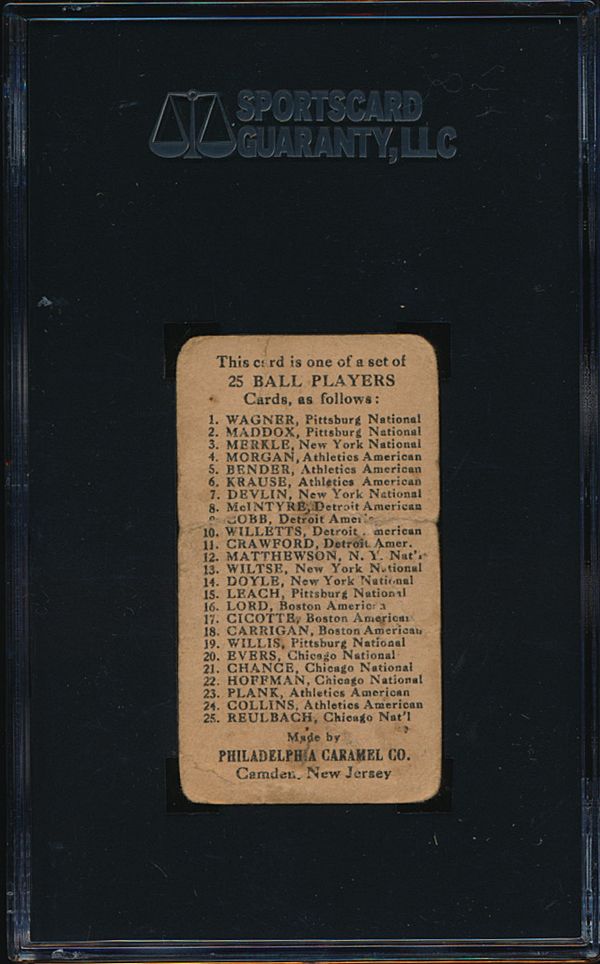 SPORTSCARD
GUARANTY, LLC
This card is one of a set of
25 BALL PLAYERS
Cards, as follows:
1. WAGNER, Pittsburg National
2. MADDOX, Pittsburg National
3. MERKLE, New York National
4. MORGAN, Athletics American
5. BENDER, Athletics American
6. KRAUSE, Athletics American
7. DEVLIN, New York National
8. McINTYRE, Detroit American
COBB, Detroit
10. WILLETTS, Detroit American
11. CRAWFORD, Detroit Amer.
12. MATTHEWSON, N. Y. Nat'l
13. WILTSE, New York National
14. DOYLE, New York National
15. LEACH, Pittsburg National
16. LORD, Boston American
17. CICOTTE, Boston American
18. CARRIGAN, Boston American
19. WILLIS, Pittsburg National
20. EVERS, Chicago National
21. CHANCE, Chicago National
22. HOFFMAN, Chicago National
23. PLANK, Athletics American
24. COLLINS, Athletics American
25. REULBACH, Chicago Nat'l
Made by
PHILADELPHIA CARAMEL CO.
Camden, New Jersey